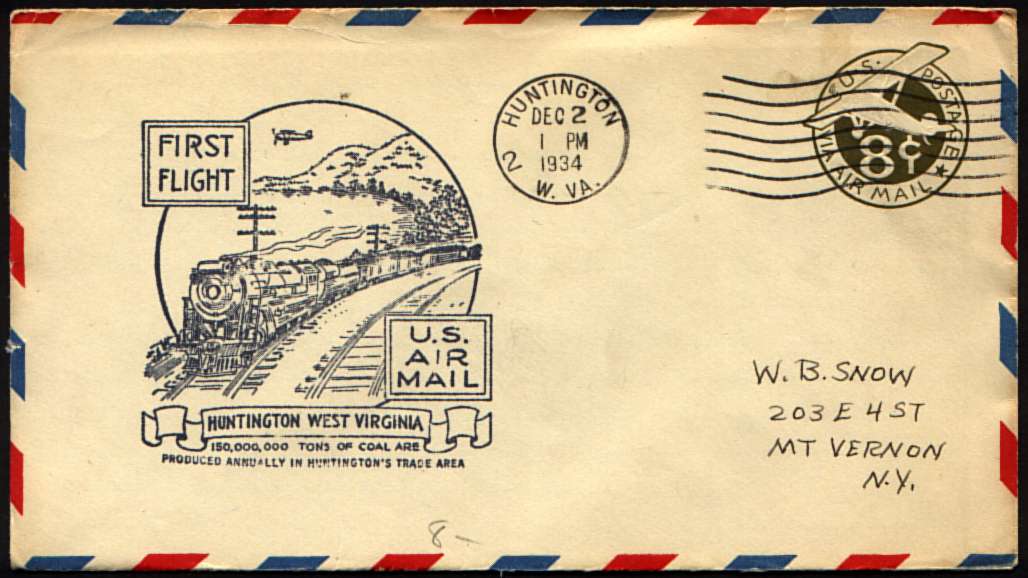 FIRST
FLIGHT
U.S.
AIR
MAIL
HUNTINGTON WEST VIRGINIA
150,000,000 TONS OF COAL ARE
PRODUCED ANNUALLY IN HUNTINGTON'S TRADE AREA
HUNTINGTON
DEC 2
1 PM
1934
W. VA.
2
U.S. POSTAGE
8¢
VIA AIR MAIL
W. B. SNOW
203 E 4 ST
MT VERNON
N.Y.
8-